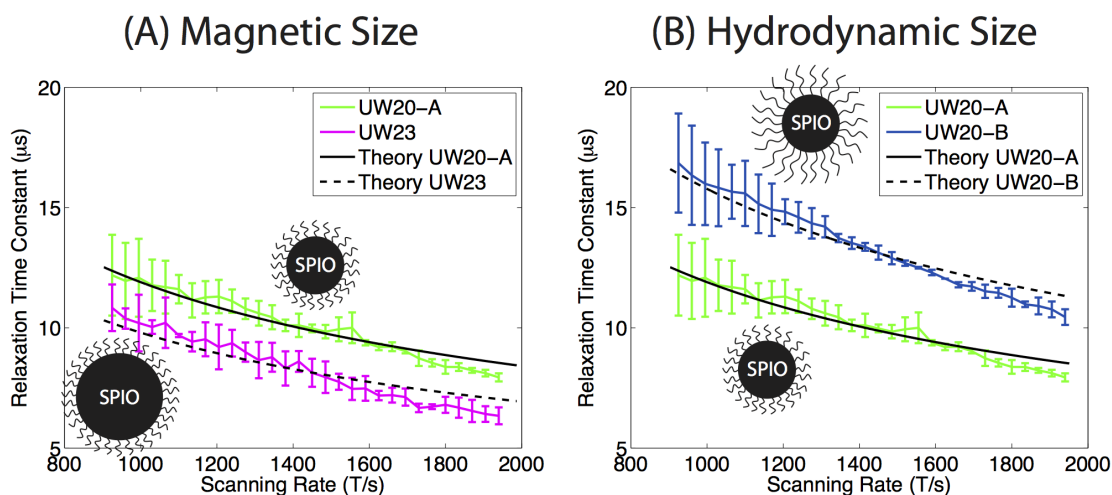 (A) Magnetic Size
Relaxation Time Constant (μs)
20
15
10
5
UW20-A
UW23
Theory UW20-A
Theory UW23
SPIO
SPIO
800 1000 1200 1400 1600 1800 2000
Scanning Rate (T/s)
(B) Hydrodynamic Size
Relaxation Time Constant (μs)
20
15
10
5
SPIO
UW20-A
UW20-B
Theory UW20-A
Theory UW20-B
SPIO
800 1000 1200 1400 1600 1800 2000
Scanning Rate (T/s)